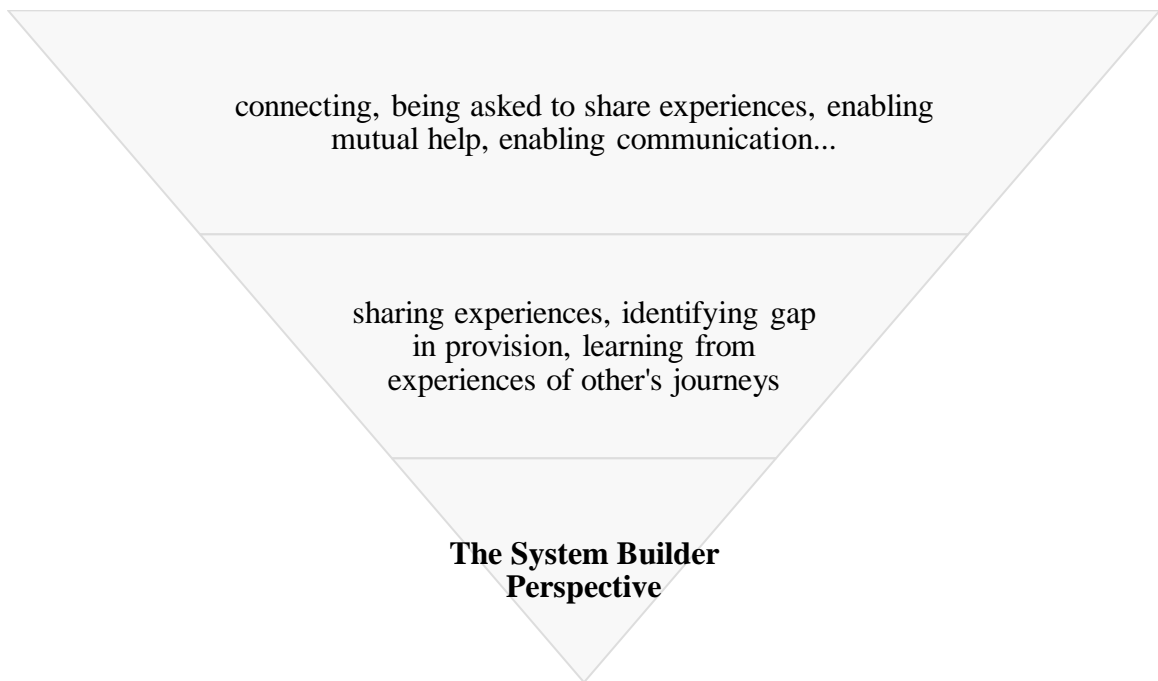 connecting, being asked to share experiences, enabling
mutual help, enabling communication...
sharing experiences, identifying gap
in provision, learning from
experiences of other's journeys
The System Builder
Perspective